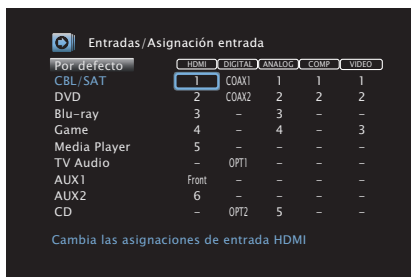 Entradas/Asignación entrada
Por defecto HDMI DIGITAL ANALOG COMP VIDEO
CBL/SAT 1 COAX1 1 1 1
DVD 2 COAX2 2 2 2
Blu-ray 3 – 3 – –
Game 4 – 4 – 3
Media Player 5 – – – –
TV Audio – OPT1 – – –
AUX1 Front – – – –
AUX2 6 – – – –
CD – OPT2 5 – –
Cambia las asignaciones de entrada HDMI